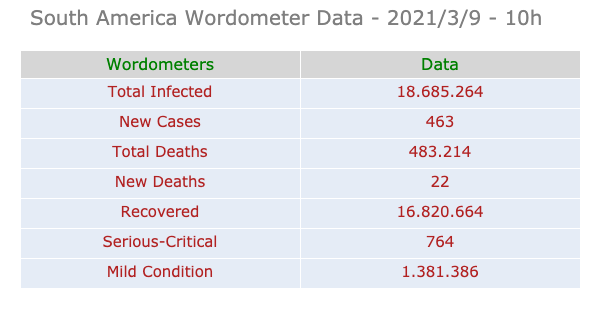 South America Wordometer Data - 2021/3/9 - 10h
Wordometers Data
Total Infected 18.685.264
New Cases 463
Total Deaths 483.214
New Deaths 22
Recovered 16.820.664
Serious-Critical 764
Mild Condition 1.381.386